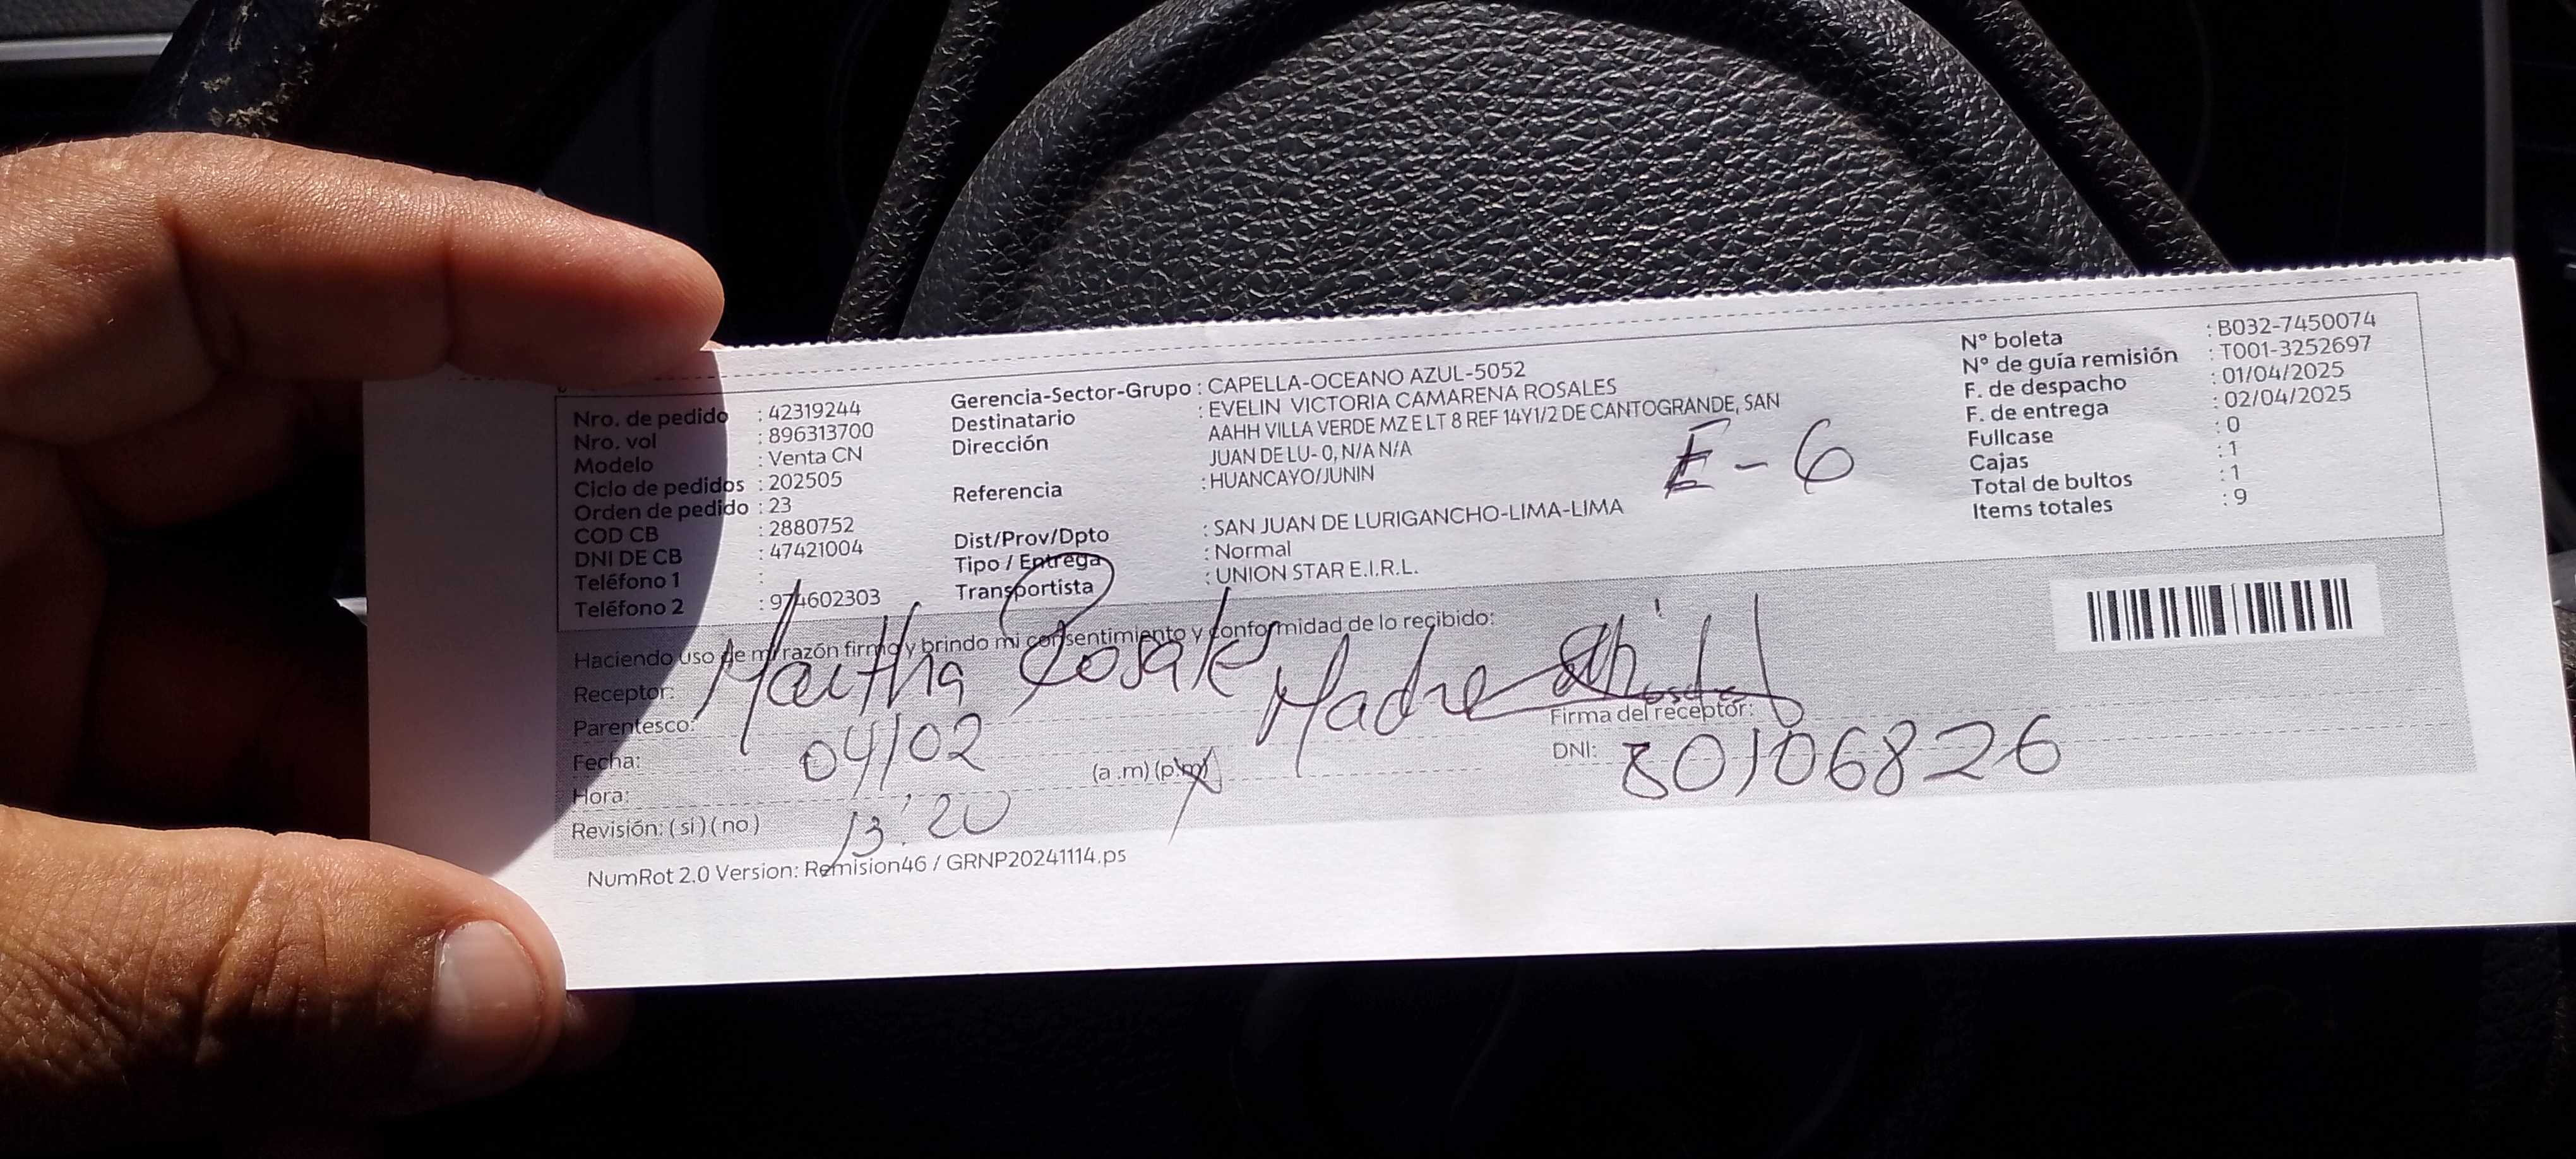 Nro. de pedido : 42319244
Nro. vol : 896313700
Modelo : Venta CN
Ciclo de pedidos : 202505
Orden de pedido : 23
COD CB : 2880752
DNI DE CB : 47421004
Teléfono 1 :
Teléfono 2 : 974602303
Gerencia-Sector-Grupo : CAPELLA-OCEANO AZUL-5052
Destinatario : EVELIN VICTORIA CAMARENA ROSALES
Dirección AAHH VILLA VERDE MZ E LT 8 REF 14Y1/2 DE CANTOGRANDE, SAN
JUAN DE LU- 0, N/A N/A
Referencia : HUANCAYO/JUNIN
Dist/Prov/Dpto : SAN JUAN DE LURIGANCHO-LIMA-LIMA
Tipo / Entrega : Normal
Transportista : UNION STAR E.I.R.L.
E-6
N° boleta : B032-7450074
N° de guía remisión : T001-3252697
F. de despacho : 01/04/2025
F. de entrega : 02/04/2025
Fullcase : 0
Cajas : 1
Total de bultos : 1
Items totales : 9
Haciendo uso de mi razón firmo y brindo mi consentimiento y conformidad de lo recibido:
Receptor: Martha Rosales
Parentesco: Madre
Firma del receptor:
Fecha: 04/02
(a.m) (p.m)
DNI: 80106826
Hora: 13:20
Revisión: ( si ) ( no )
NumRot 2.0 Version: Remision46 / GRNP20241114.ps